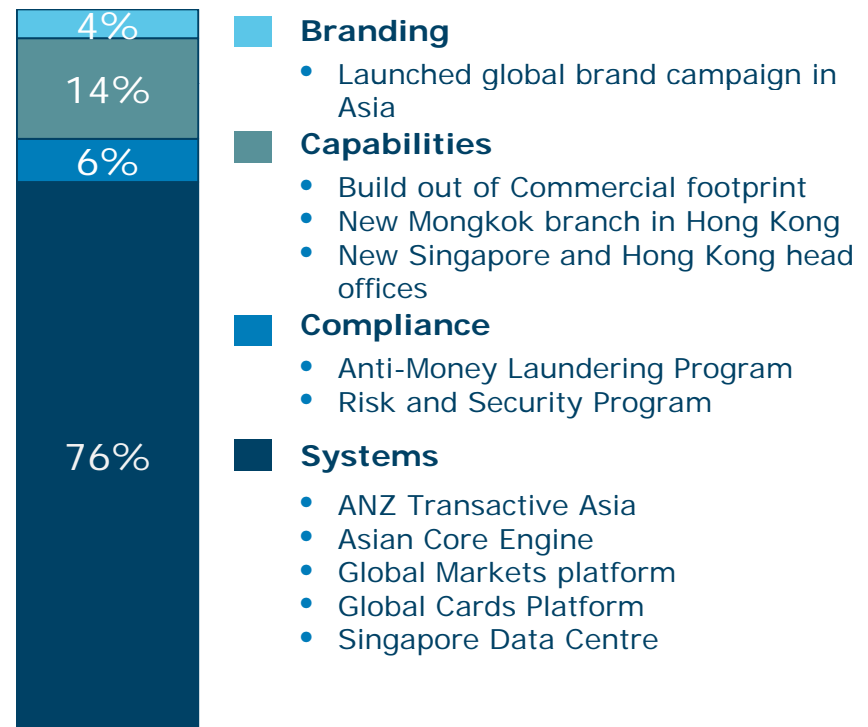 4%
14%
6%
76%
Branding
• Launched global brand campaign in
Asia
Capabilities
• Build out of Commercial footprint
• New Mongkok branch in Hong Kong
• New Singapore and Hong Kong head
offices
Compliance
• Anti-Money Laundering Program
• Risk and Security Program
Systems
• ANZ Transactive Asia
• Asian Core Engine
• Global Markets platform
• Global Cards Platform
• Singapore Data Centre